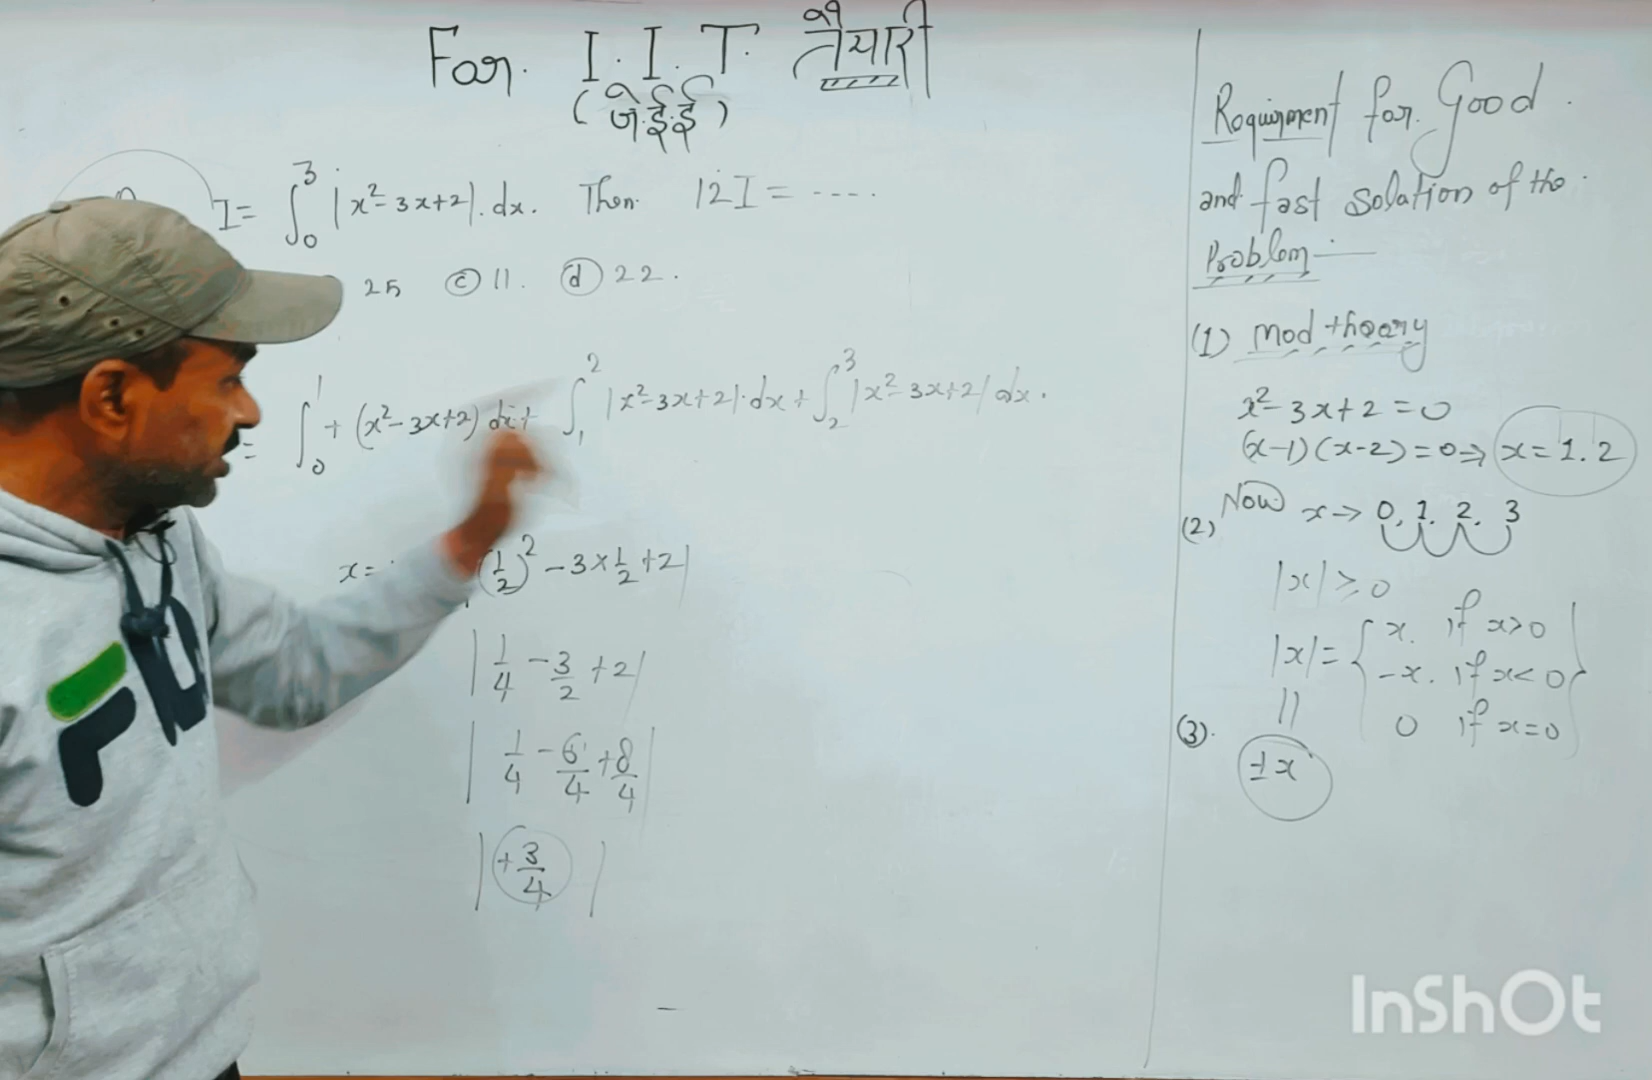 For. I. I. T. तैयारी
(जे.ई.ई)
I = ∫₀³ |x² - 3x + 2|. dx. Then 12I = ----.
25 ⓒ 11. ⓓ 22.
= ∫₀¹ + (x² - 3x + 2) dx + ∫₁² |x² - 3x + 2|. dx + ∫₂³ |x² - 3x + 2| dx.
x = (1/2)² - 3 × 1/2 + 2|
|1/4 - 3/2 + 2|
|1/4 - 6/4 + 8/4|
|+3/4|
Requirment for. Good.
and fast solation of the
Problem
(1) mod theory
x² - 3x + 2 = 0
(x-1) (x-2) = 0 ⇒ x = 1. 2
(2) Now x → 0, 1. 2. 3
|x| ≥ 0
|x| = { x. if x > 0
-x. if x < 0 }
(3). 0 if x = 0
± x
InShOt